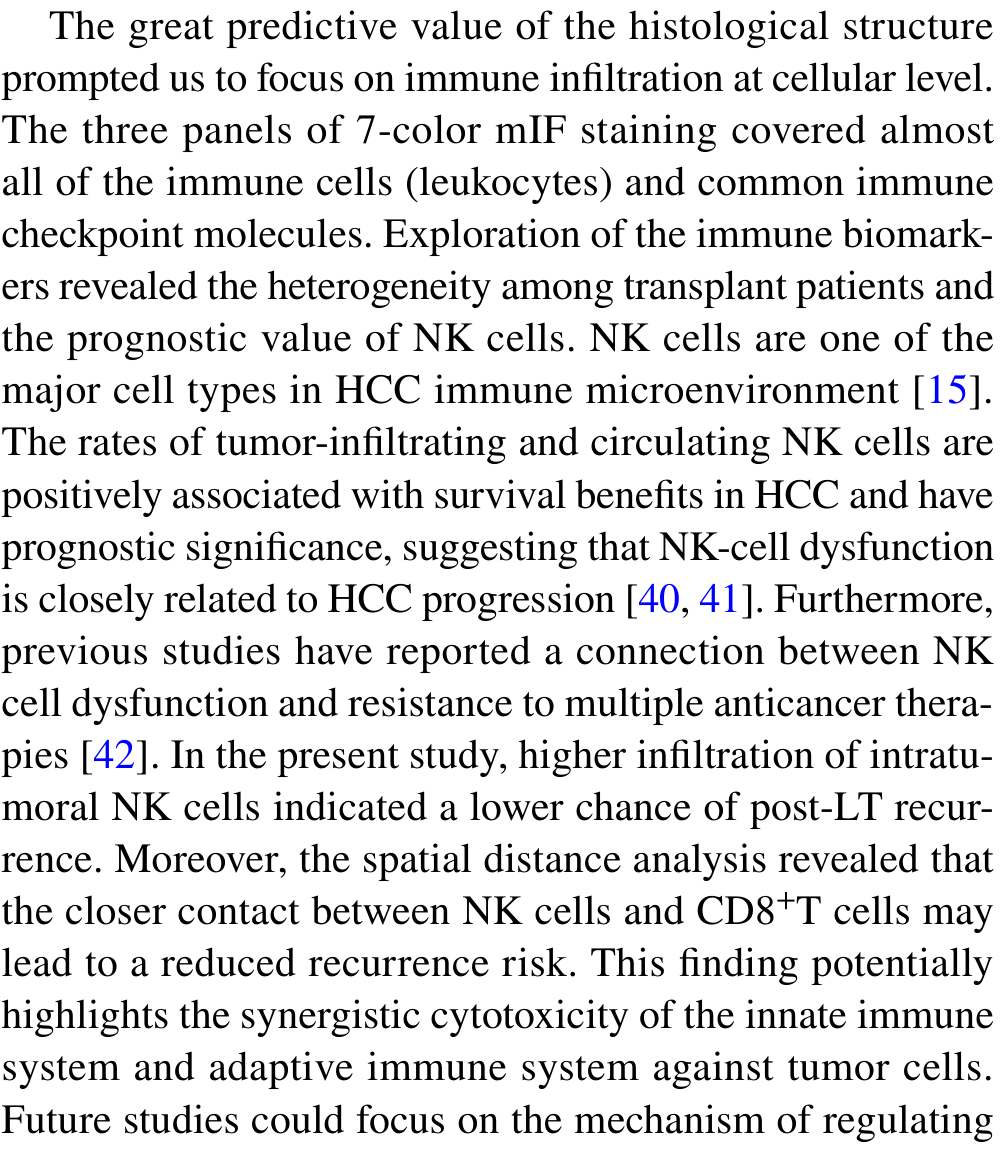 The great predictive value of the histological structure
prompted us to focus on immune infiltration at cellular level.
The three panels of 7-color mIF staining covered almost
all of the immune cells (leukocytes) and common immune
checkpoint molecules. Exploration of the immune biomark-
ers revealed the heterogeneity among transplant patients and
the prognostic value of NK cells. NK cells are one of the
major cell types in HCC immune microenvironment [15].
The rates of tumor-infiltrating and circulating NK cells are
positively associated with survival benefits in HCC and have
prognostic significance, suggesting that NK-cell dysfunction
is closely related to HCC progression [40, 41]. Furthermore,
previous studies have reported a connection between NK
cell dysfunction and resistance to multiple anticancer thera-
pies [42]. In the present study, higher infiltration of intratu-
moral NK cells indicated a lower chance of post-LT recur-
rence. Moreover, the spatial distance analysis revealed that
the closer contact between NK cells and CD8⁺T cells may
lead to a reduced recurrence risk. This finding potentially
highlights the synergistic cytotoxicity of the innate immune
system and adaptive immune system against tumor cells.
Future studies could focus on the mechanism of regulating